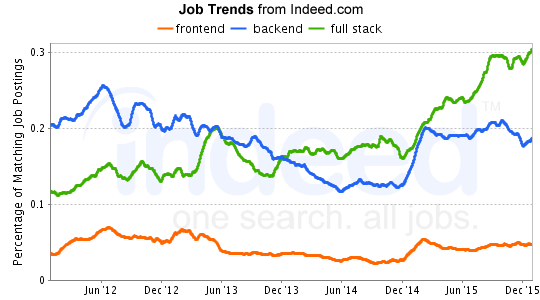 Job Trends from Indeed.com
frontend backend full stack
Percentage of Matching Job Postings
0.3
0.2
0.1
0
indeed™
one search. all jobs.
Jun '12 Dec '12 Jun '13 Dec '13 Jun '14 Dec '14 Jun '15 Dec '15